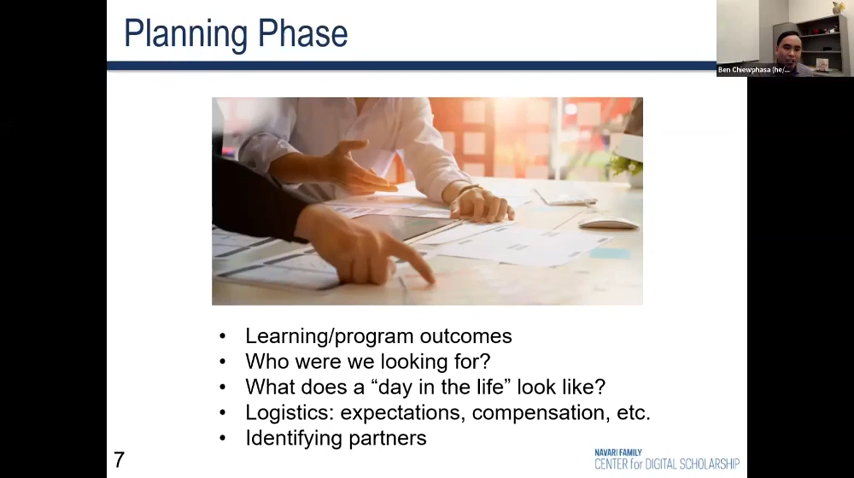 Planning Phase
Ben Chiewphasa (he/...
• Learning/program outcomes
• Who were we looking for?
• What does a “day in the life” look like?
• Logistics: expectations, compensation, etc.
• Identifying partners
7
NAVARI FAMILY
CENTER for DIGITAL SCHOLARSHIP